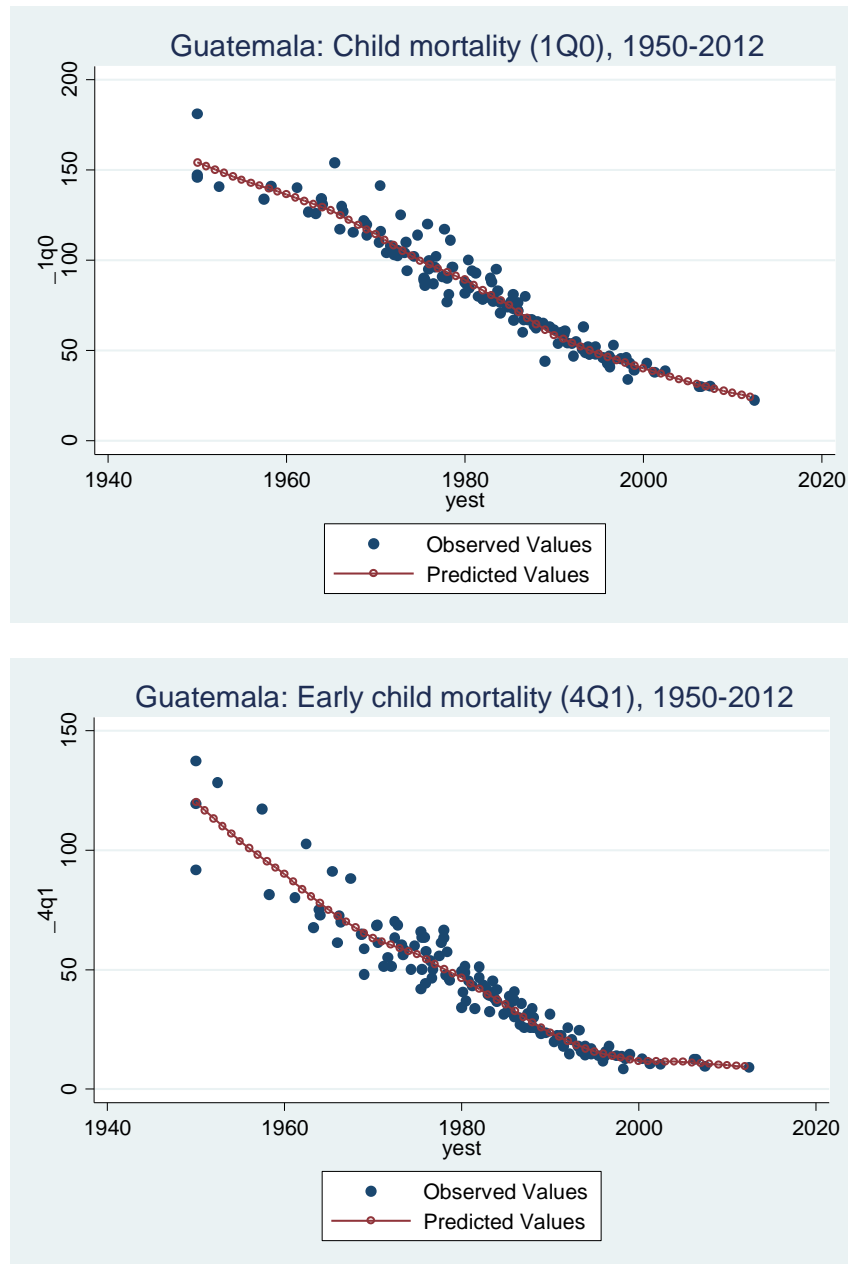 Guatemala: Child mortality (1Q0), 1950-2012
200
150
100
50
0
_1q0
1940 1960 1980 2000 2020
yest
Observed Values
Predicted Values
Guatemala: Early child mortality (4Q1), 1950-2012
150
100
50
0
_4q1
1940 1960 1980 2000 2020
yest
Observed Values
Predicted Values